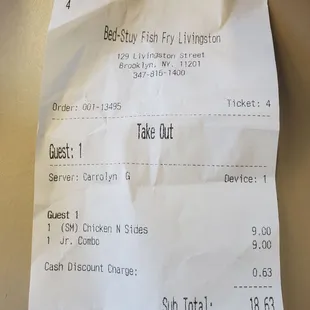 4
Bed-Stuy Fish Fry Livingston
129 Livingston Street
Brooklyn, NY. 11201
347-816-1400
Order: 001-13495 Ticket: 4
Take Out
Guest: 1
Server: Carrolyn G Device: 1
Guest 1
1 (SM) Chicken N Sides 9.00
1 Jr. Combo 9.00
Cash Discount Charge: 0.63
Sub Total: 18.63